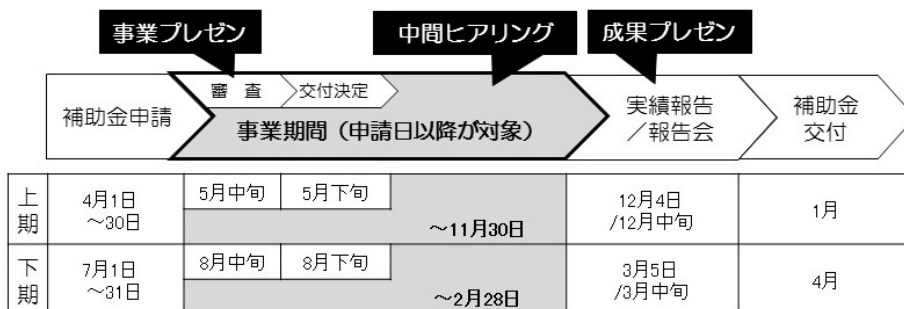 事業プレゼン
中間ヒアリング
成果プレゼン
補助金申請
審 査
交付決定
事業期間（申請日以降が対象）
実績報告
／報告会
補助金
交付
上
期
4月1日
～30日
5月中旬
5月下旬
～11月30日
12月4日
/12月中旬
1月
下
期
7月1日
～31日
8月中旬
8月下旬
～2月28日
3月5日
/3月中旬
4月